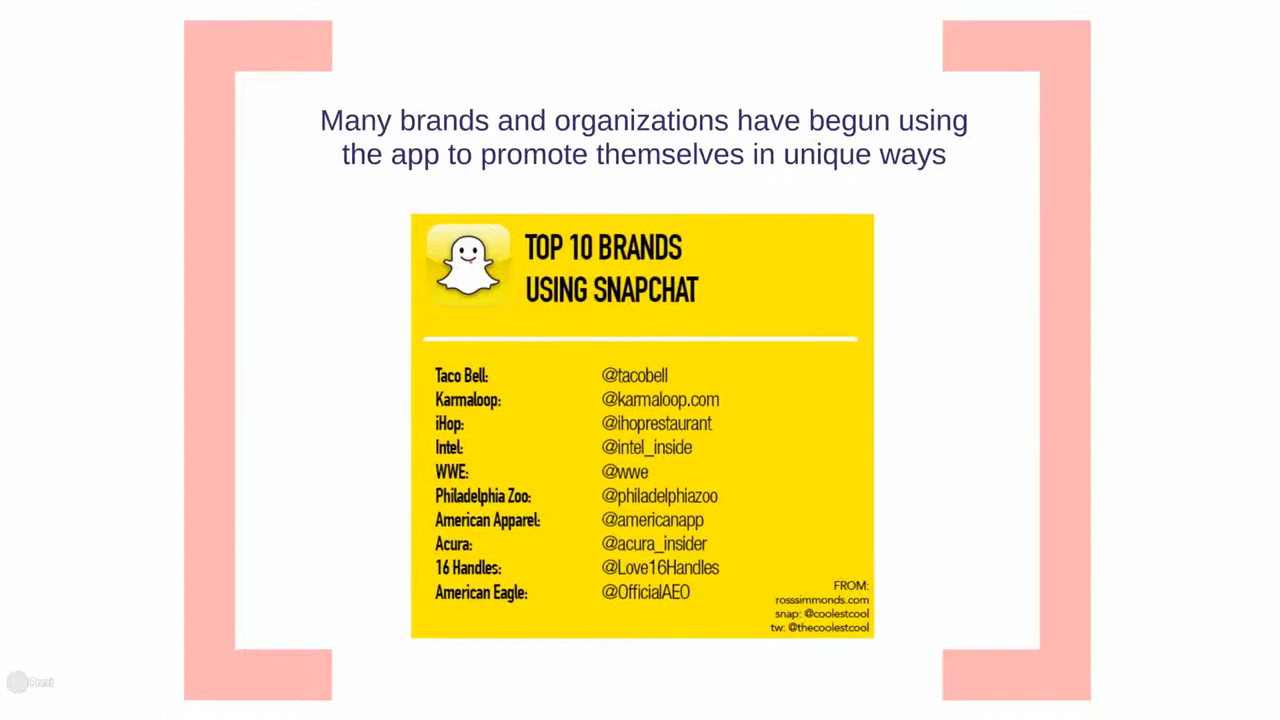 Many brands and organizations have begun using
the app to promote themselves in unique ways
TOP 10 BRANDS
USING SNAPCHAT
Taco Bell: @tacobell
Karmaloop: @karmaloop.com
iHop: @ihoprestaurant
Intel: @intel_inside
WWE: @wwe
Philadelphia Zoo: @philadelphiazoo
American Apparel: @americanapp
Acura: @acura_insider
16 Handles: @Love16Handles
American Eagle: @OfficialAEO
FROM:
rosssimmonds.com
snap: @coolestcool
tw: @thecoolestcool
Prezi